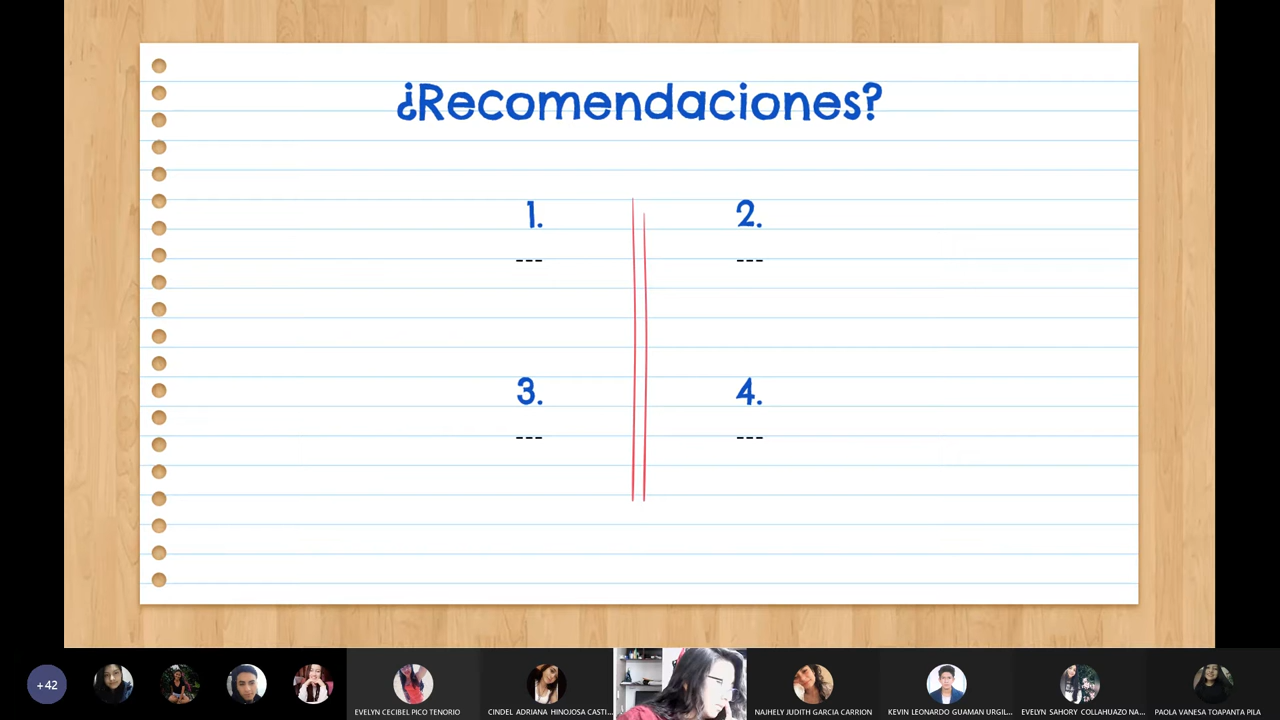 ¿Recomendaciones?
1.
2.
---
---
3.
4.
---
---
+42
EVELYN CECIBEL PICO TENORIO
CINDEL ADRIANA HINOJOSA CASTI...
NAJHELY JUDITH GARCIA CARRION
KEVIN LEONARDO GUAMAN URGIL...
EVELYN SAHORY COLLAHUAZO NA...
PAOLA VANESA TOAPANTA PILA